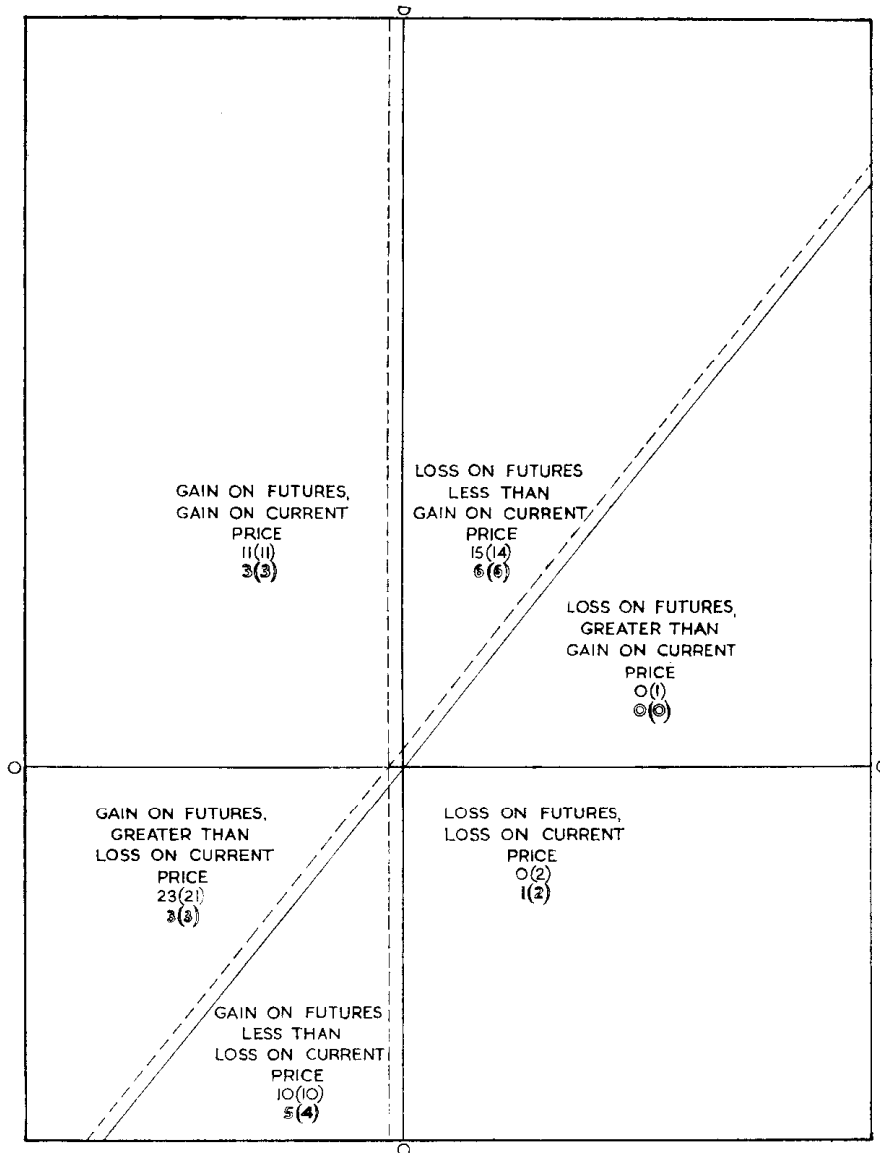 O
GAIN ON FUTURES,
GAIN ON CURRENT
PRICE
11(11)
3(3)
LOSS ON FUTURES
LESS THAN
GAIN ON CURRENT
PRICE
15(14)
6(6)
LOSS ON FUTURES,
GREATER THAN
GAIN ON CURRENT
PRICE
0(1)
0(0)
O
O
GAIN ON FUTURES,
GREATER THAN
LOSS ON CURRENT
PRICE
23(21)
3(3)
LOSS ON FUTURES,
LOSS ON CURRENT
PRICE
0(2)
1(2)
GAIN ON FUTURES
LESS THAN
LOSS ON CURRENT
PRICE
10(10)
5(4)
O